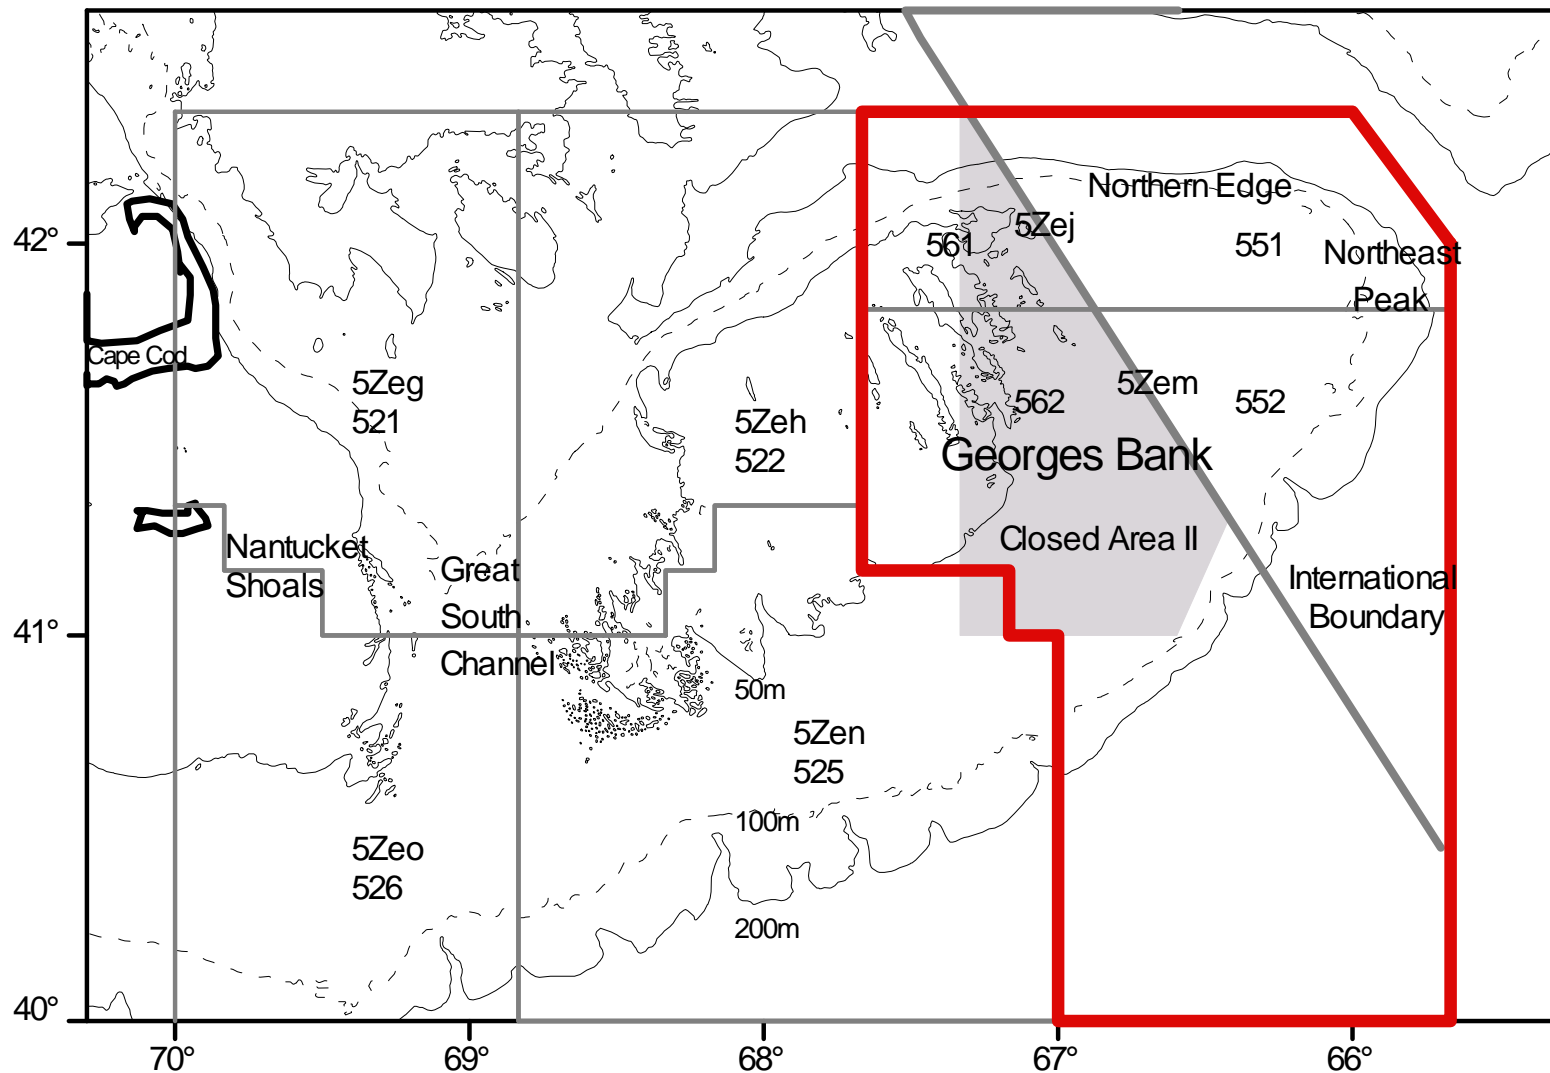 Northern Edge
5Zej
42°
561
551
Northeast
Peak
Cape Cod
5Zeg
521
5Zeh
522
5Zem
562
552
Georges Bank
Closed Area II
Nantucket
Shoals
Great
South
Channel
International
Boundary
41°
50m
5Zen
525
100m
5Zeo
526
200m
40°
70°
69°
68°
67°
66°